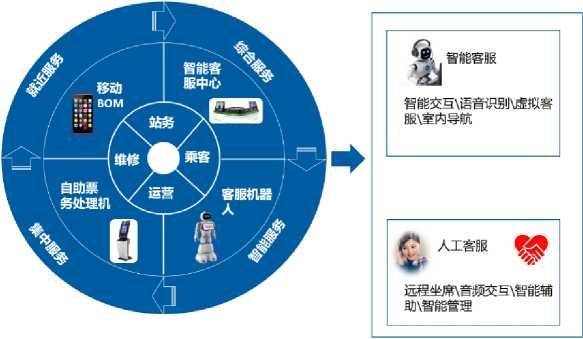 就近服务
综合服务
移动
BOM
智能客
服中心
站务
维修
乘客
运营
自助票
务处理机
客服机器
人
集中服务
智能服务
智能客服
智能交互\语音识别\虚拟客
服\室内导航
人工客服
远程坐席\音频交互\智能辅
助\智能管理